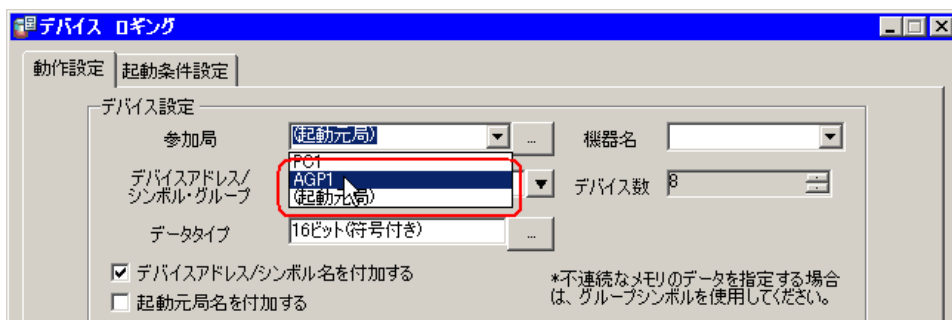 デバイス ロギング
動作設定 起動条件設定
デバイス設定
参加局 (起動元局) ... 機器名
PC1
デバイスアドレス/
シンボル・グループ
AGP1
(起動元局)
デバイス数 8
データタイプ 16ビット(符号付き) ...
デバイスアドレス/シンボル名を付加する
起動元局名を付加する
*不連続なメモリのデータを指定する場合
は、グループシンボルを使用してください。